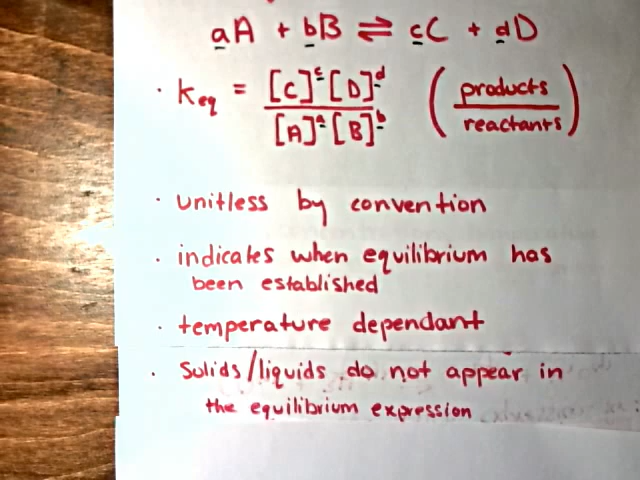 aA + bB ⇌ cC + dD
· Keq = [C]^c [D]^d / [A]^a [B]^b (products / reactants)
· unitless by convention
· indicates when equilibrium has
been established
· temperature dependant
· Solids/liquids do not appear in
the equilibrium expression